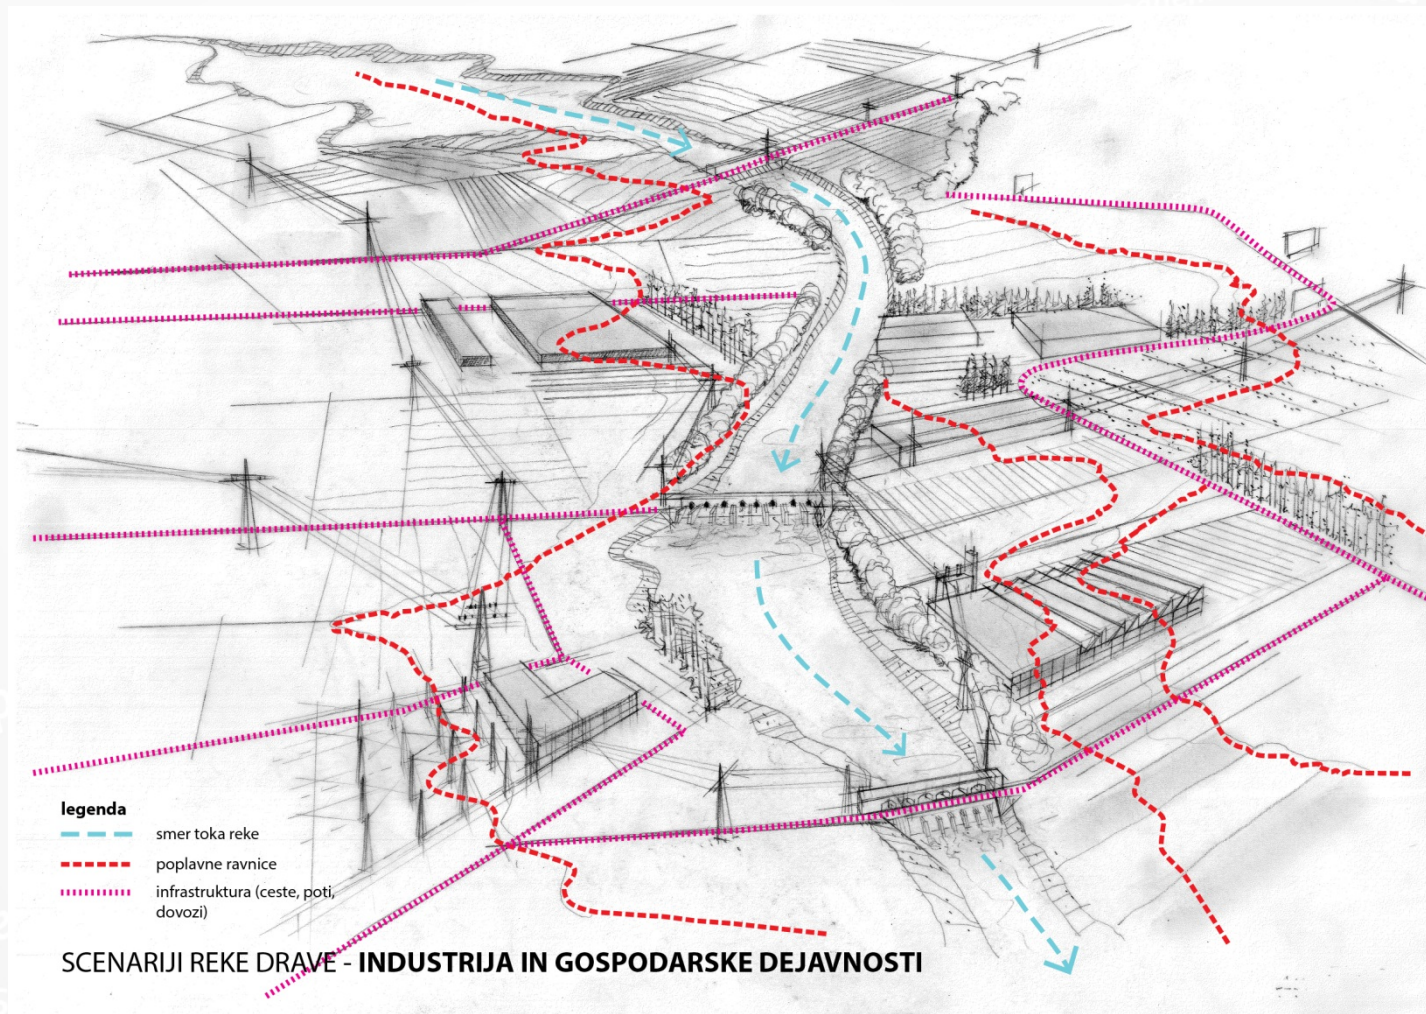 legenda
smer toka reke
poplavne ravnice
infrastruktura (ceste, poti,
dovozi)
SCENARIJI REKE DRAVE - INDUSTRIJA IN GOSPODARSKE DEJAVNOSTI